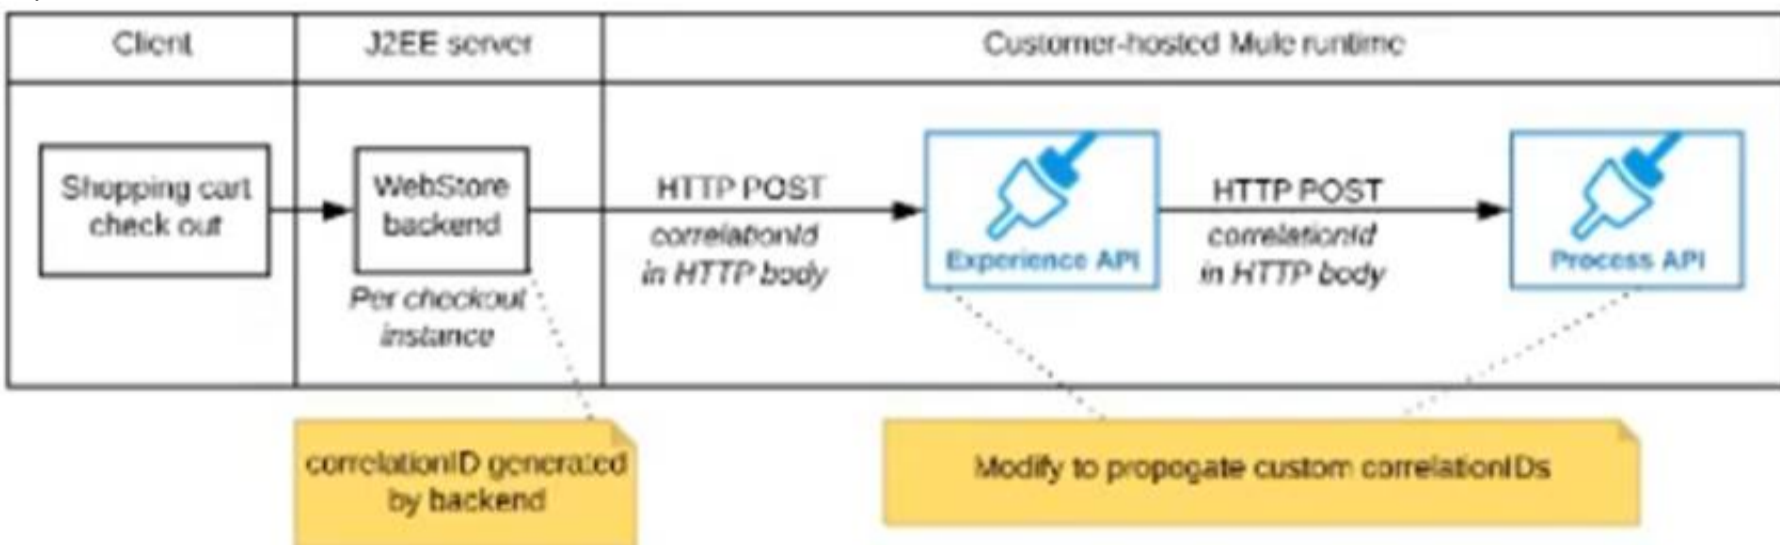 Client
J2EE server
Customer-hosted Mule runtime
Shopping cart
check out
WebStore
backend
Per checkout
instance
HTTP POST
correlationId
in HTTP body
Experience API
HTTP POST
correlationId
in HTTP body
Process API
correlationID generated
by backend
Modify to propogate custom correlationIDs